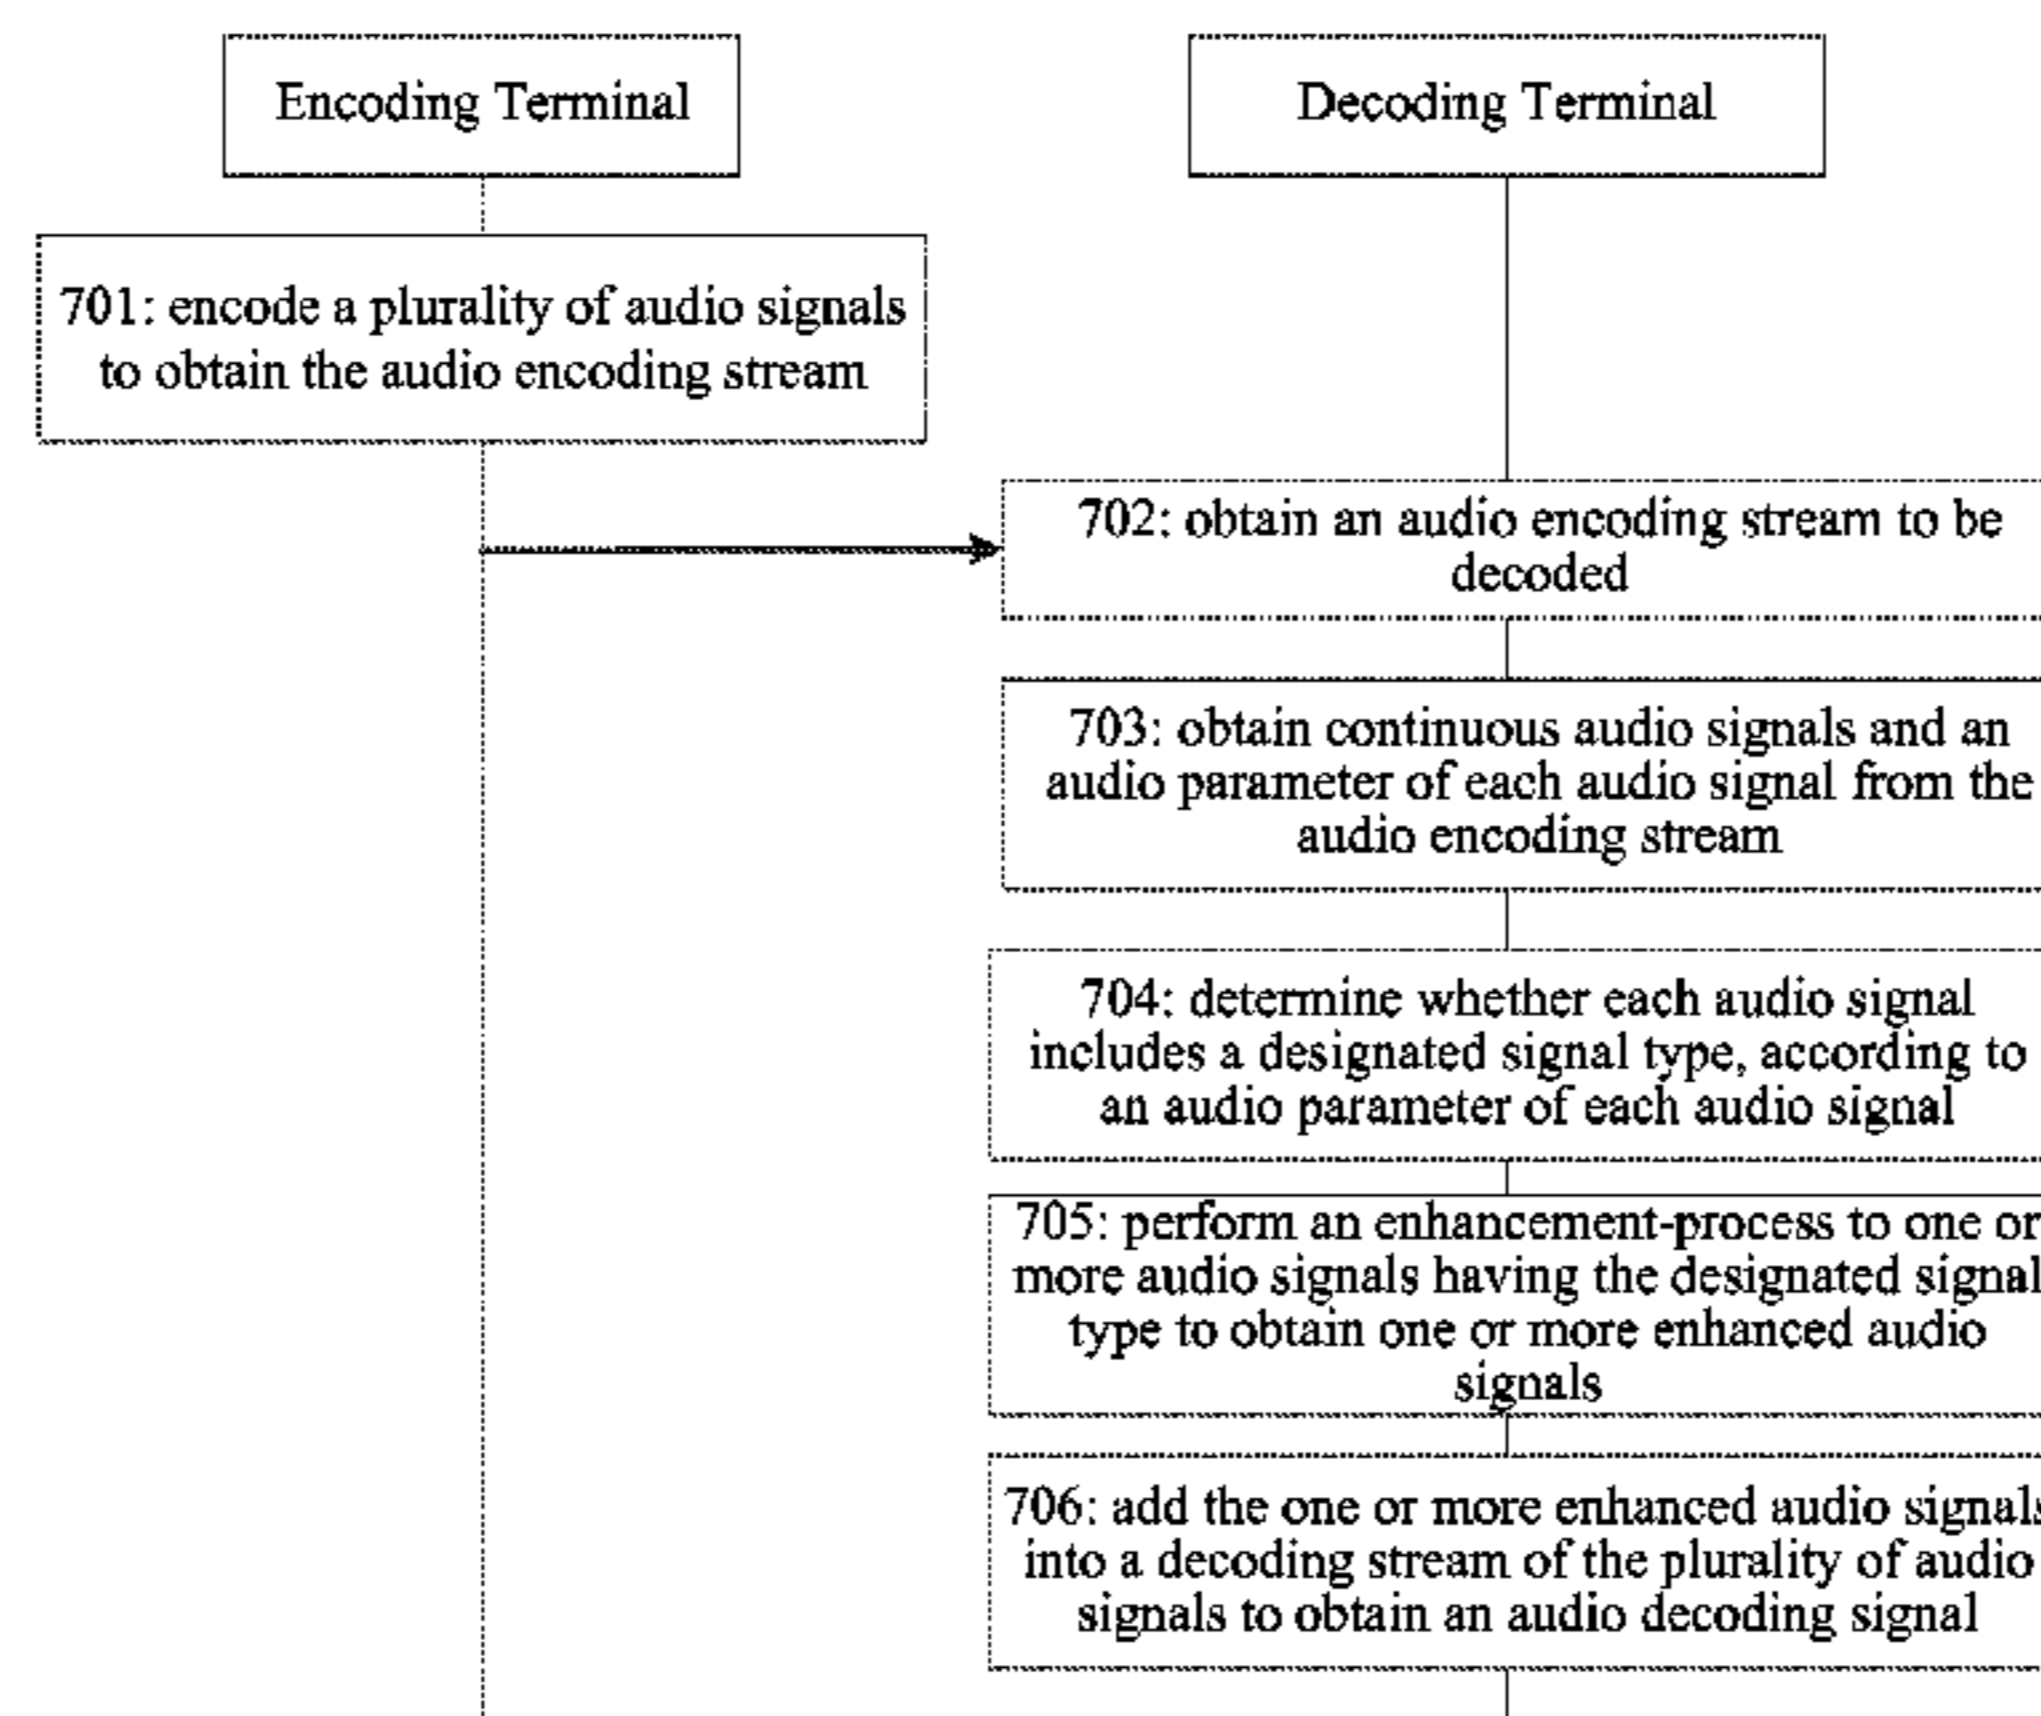 Encoding Terminal
Decoding Terminal
701: encode a plurality of audio signals
to obtain the audio encoding stream
702: obtain an audio encoding stream to be
decoded
703: obtain continuous audio signals and an
audio parameter of each audio signal from the
audio encoding stream
704: determine whether each audio signal
includes a designated signal type, according to
an audio parameter of each audio signal
705: perform an enhancement-process to one or
more audio signals having the designated signal
type to obtain one or more enhanced audio
signals
706: add the one or more enhanced audio signals
into a decoding stream of the plurality of audio
signals to obtain an audio decoding signal